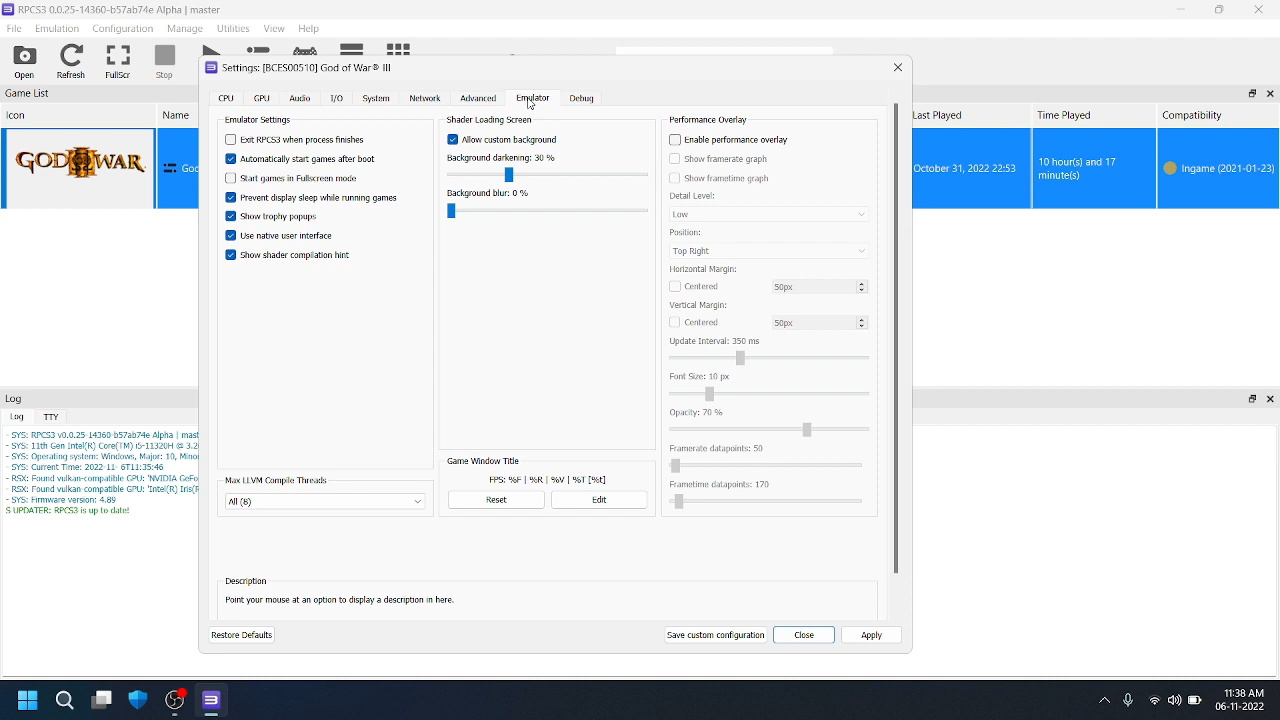 RPCS3 0.0.25-14360-b57ab74e Alpha | master
File Emulation Configuration Manage Utilities View Help
Open Refresh FullScr Stop
Settings: [BCES00510] God of War® III
Game List
CPU GPU Audio I/O System Network Advanced Emulator Debug
Icon Name Last Played Time Played Compatibility
GOD OF WAR
October 31, 2022 22:53
10 hour(s) and 17
minute(s)
Ingame (2021-01-23)
Emulator Settings
Exit RPCS3 when process finishes
Automatically start games after boot
Start games in Fullscreen mode
Prevent display sleep while running games
Show trophy popups
Use native user interface
Show shader compilation hint
Max LLVM Compile Threads
All (8)
Shader Loading Screen
Allow custom background
Background darkening: 30 %
Background blur: 0 %
Game Window Title
FPS: %F | %R | %V | %T [%t]
Reset Edit
Performance Overlay
Enable performance overlay
Show framerate graph
Show frametime graph
Detail Level:
Low
Position:
Top Right
Horizontal Margin:
Centered 50px
Vertical Margin:
Centered 50px
Update Interval: 350 ms
Font Size: 10 px
Opacity: 70 %
Framerate datapoints: 50
Frametime datapoints: 170
Description
Point your mouse at an option to display a description in here.
Restore Defaults Save custom configuration Close Apply
Log
Log TTY
- SYS: RPCS3 v0.0.25-14360-b57ab74e Alpha | mast
- SYS: 11th Gen Intel(R) Core(TM) i5-11320H @ 3.2
- SYS: Operating system: Windows, Major: 10, Mino
- SYS: Current Time: 2022-11- 6T11:35:46
- RSX: Found vulkan-compatible GPU: 'NVIDIA GeFo
- RSX: Found vulkan-compatible GPU: 'Intel(R) Iris(R
- SYS: Firmware version: 4.89
S UPDATER: RPCS3 is up to date!
11:38 AM
06-11-2022